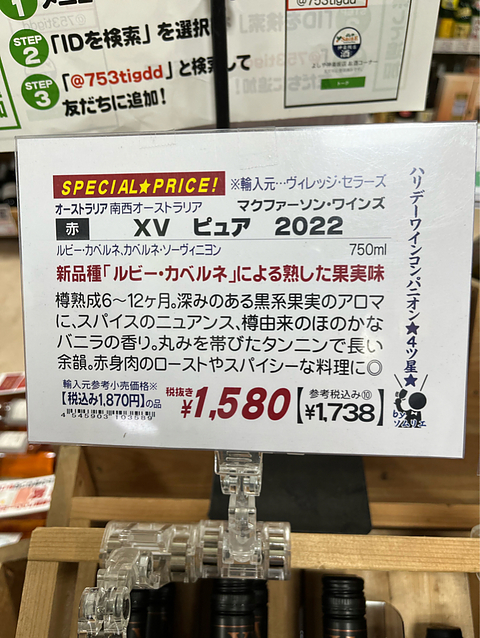 1
STEP 2 「IDを検索」を選択
STEP 3 「@753tigdd」と検索して
友だちに追加!
@753tigdd
酒
SPECIAL★PRICE! ※輸入元…ヴィレッジ・セラーズ
オーストラリア 南西オーストラリア マクファーソン・ワインズ
赤 XV ピュア 2022
ルビー・カベルネ、カベルネ・ソーヴィニヨン 750ml
新品種「ルビー・カベルネ」による熟した果実味
樽熟成6～12ヶ月。深みのある黒系果実のアロマ
に、スパイスのニュアンス、樽由来のほのかな
バニラの香り。丸みを帯びたタンニンで長い
余韻。赤身肉のローストやスパイシーな料理に◎
輸入元参考小売価格※
【税込み1,870円】の品
4545903103589
税抜き ¥1,580
【参考税込み⑩ ¥1,738】
ハリデーワインコンパニオン★4ツ星★
by
ソムリエ